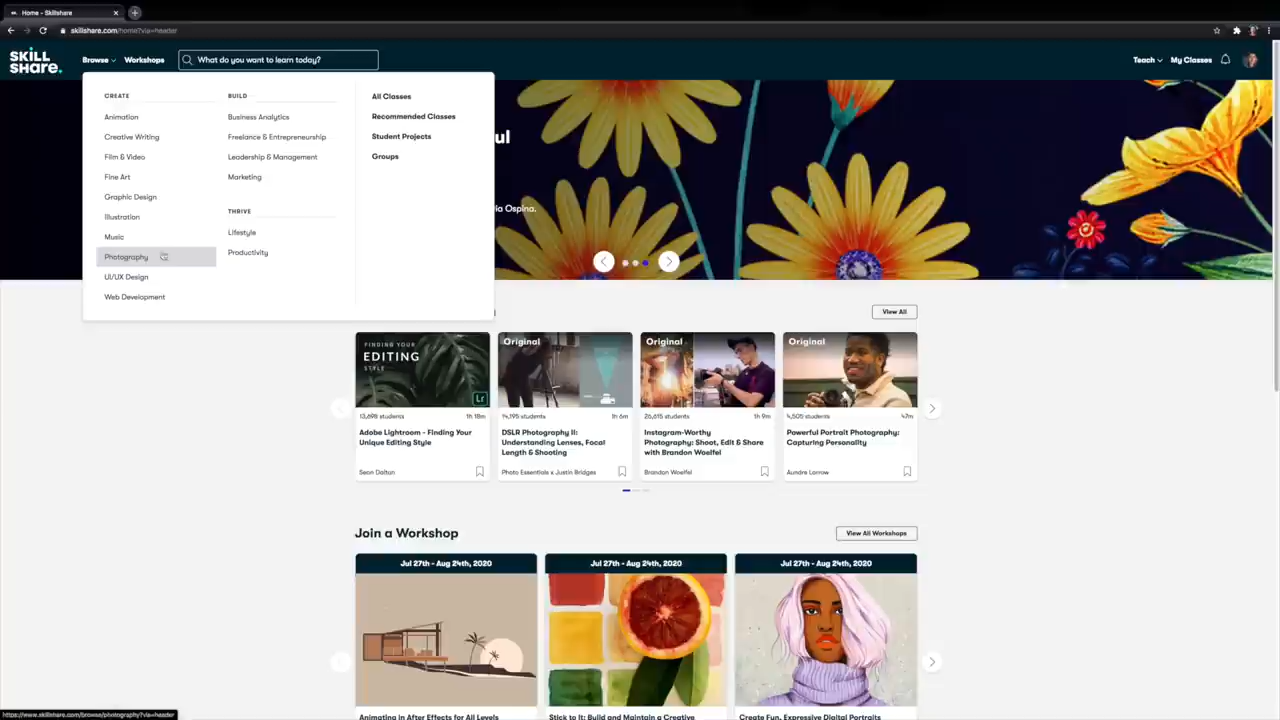 Home - Skillshare
skillshare.com/home?via=header
SKILL
SHARE.
Browse
Workshops
What do you want to learn today?
Teach
My Classes
CREATE
Animation
Creative Writing
Film & Video
Fine Art
Graphic Design
Illustration
Music
Photography
UI/UX Design
Web Development
BUILD
Business Analytics
Freelance & Entrepreneurship
Leadership & Management
Marketing
THRIVE
Lifestyle
Productivity
All Classes
Recommended Classes
Student Projects
Groups
ul
ia Ospina.
View All
FINDING YOUR
EDITING
STYLE
Lr
13,698 students
1h 18m
Adobe Lightroom - Finding Your
Unique Editing Style
Sean Dalton
Original
14,195 students
1h 6m
DSLR Photography II:
Understanding Lenses, Focal
Length & Shooting
Photo Essentials x Justin Bridges
Original
26,615 students
1h 9m
Instagram-Worthy
Photography: Shoot, Edit & Share
with Brandon Woelfel
Brandon Woelfel
Original
4,505 students
47m
Powerful Portrait Photography:
Capturing Personality
Aundre Larrow
Join a Workshop
View All Workshops
Jul 27th - Aug 24th, 2020
Jul 27th - Aug 24th, 2020
Jul 27th - Aug 24th, 2020
Animating in After Effects for All Levels
Stick to It: Build and Maintain a Creative
Create Fun, Expressive Digital Portraits
https://www.skillshare.com/browse/photography?via=header